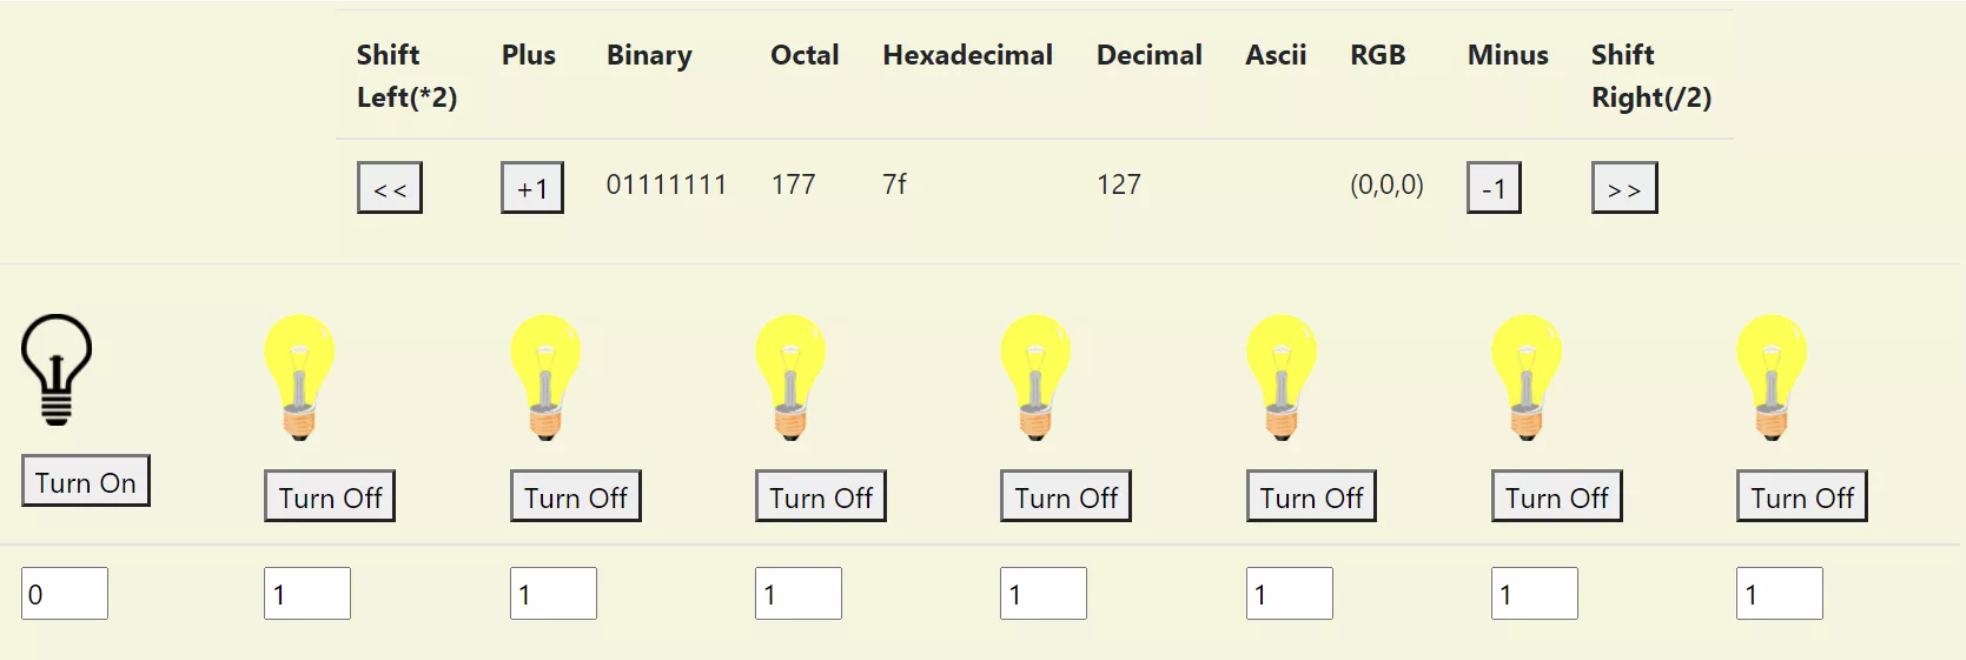 Shift Left(*2) Plus Binary Octal Hexadecimal Decimal Ascii RGB Minus Shift Right(/2)
<< +1 01111111 177 7f 127 (0,0,0) -1 >>
Turn On Turn Off Turn Off Turn Off Turn Off Turn Off Turn Off Turn Off
0 1 1 1 1 1 1 1